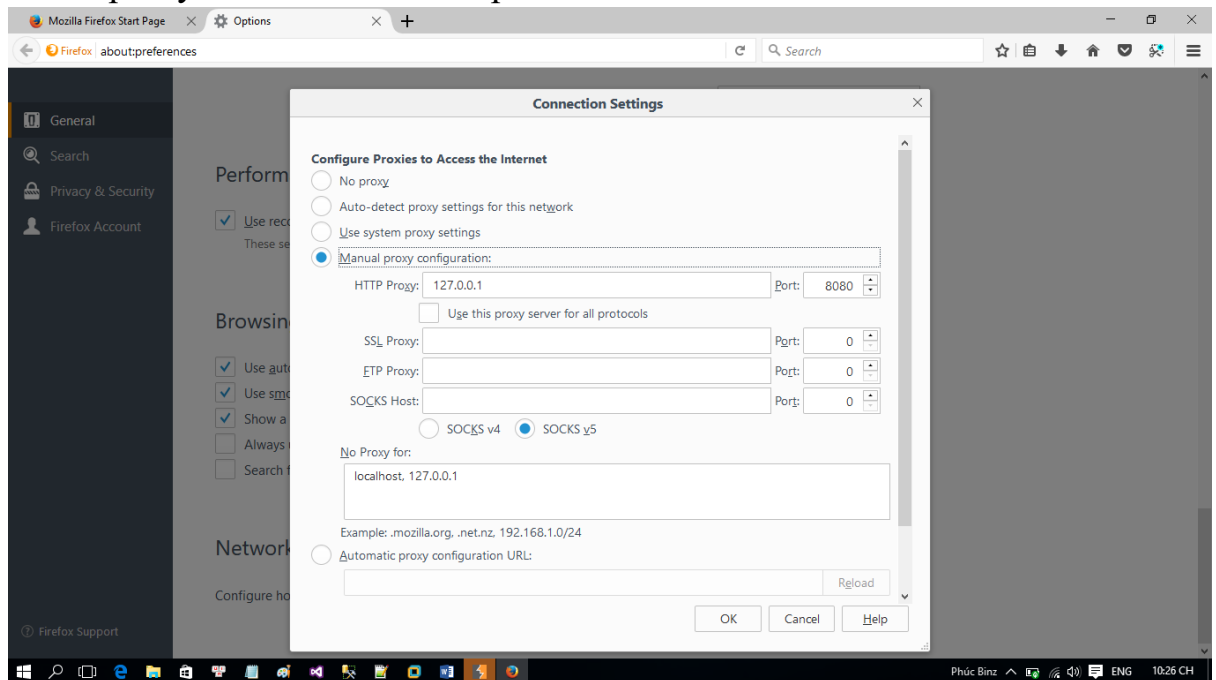 Mozilla Firefox Start Page
Options
Firefox about:preferences
Search
Connection Settings
General
Search
Privacy & Security
Firefox Account
Perform
Use reco
These se
Browsin
Use auto
Use smo
Show a
Always
Search f
Network
Configure ho
Firefox Support
Configure Proxies to Access the Internet
No proxy
Auto-detect proxy settings for this network
Use system proxy settings
Manual proxy configuration:
HTTP Proxy: 127.0.0.1 Port: 8080
Use this proxy server for all protocols
SSL Proxy: Port: 0
FTP Proxy: Port: 0
SOCKS Host: Port: 0
SOCKS v4 SOCKS v5
No Proxy for:
localhost, 127.0.0.1
Example: .mozilla.org, .net.nz, 192.168.1.0/24
Automatic proxy configuration URL:
Reload
OK Cancel Help
Phúc Binz ENG 10:26 CH